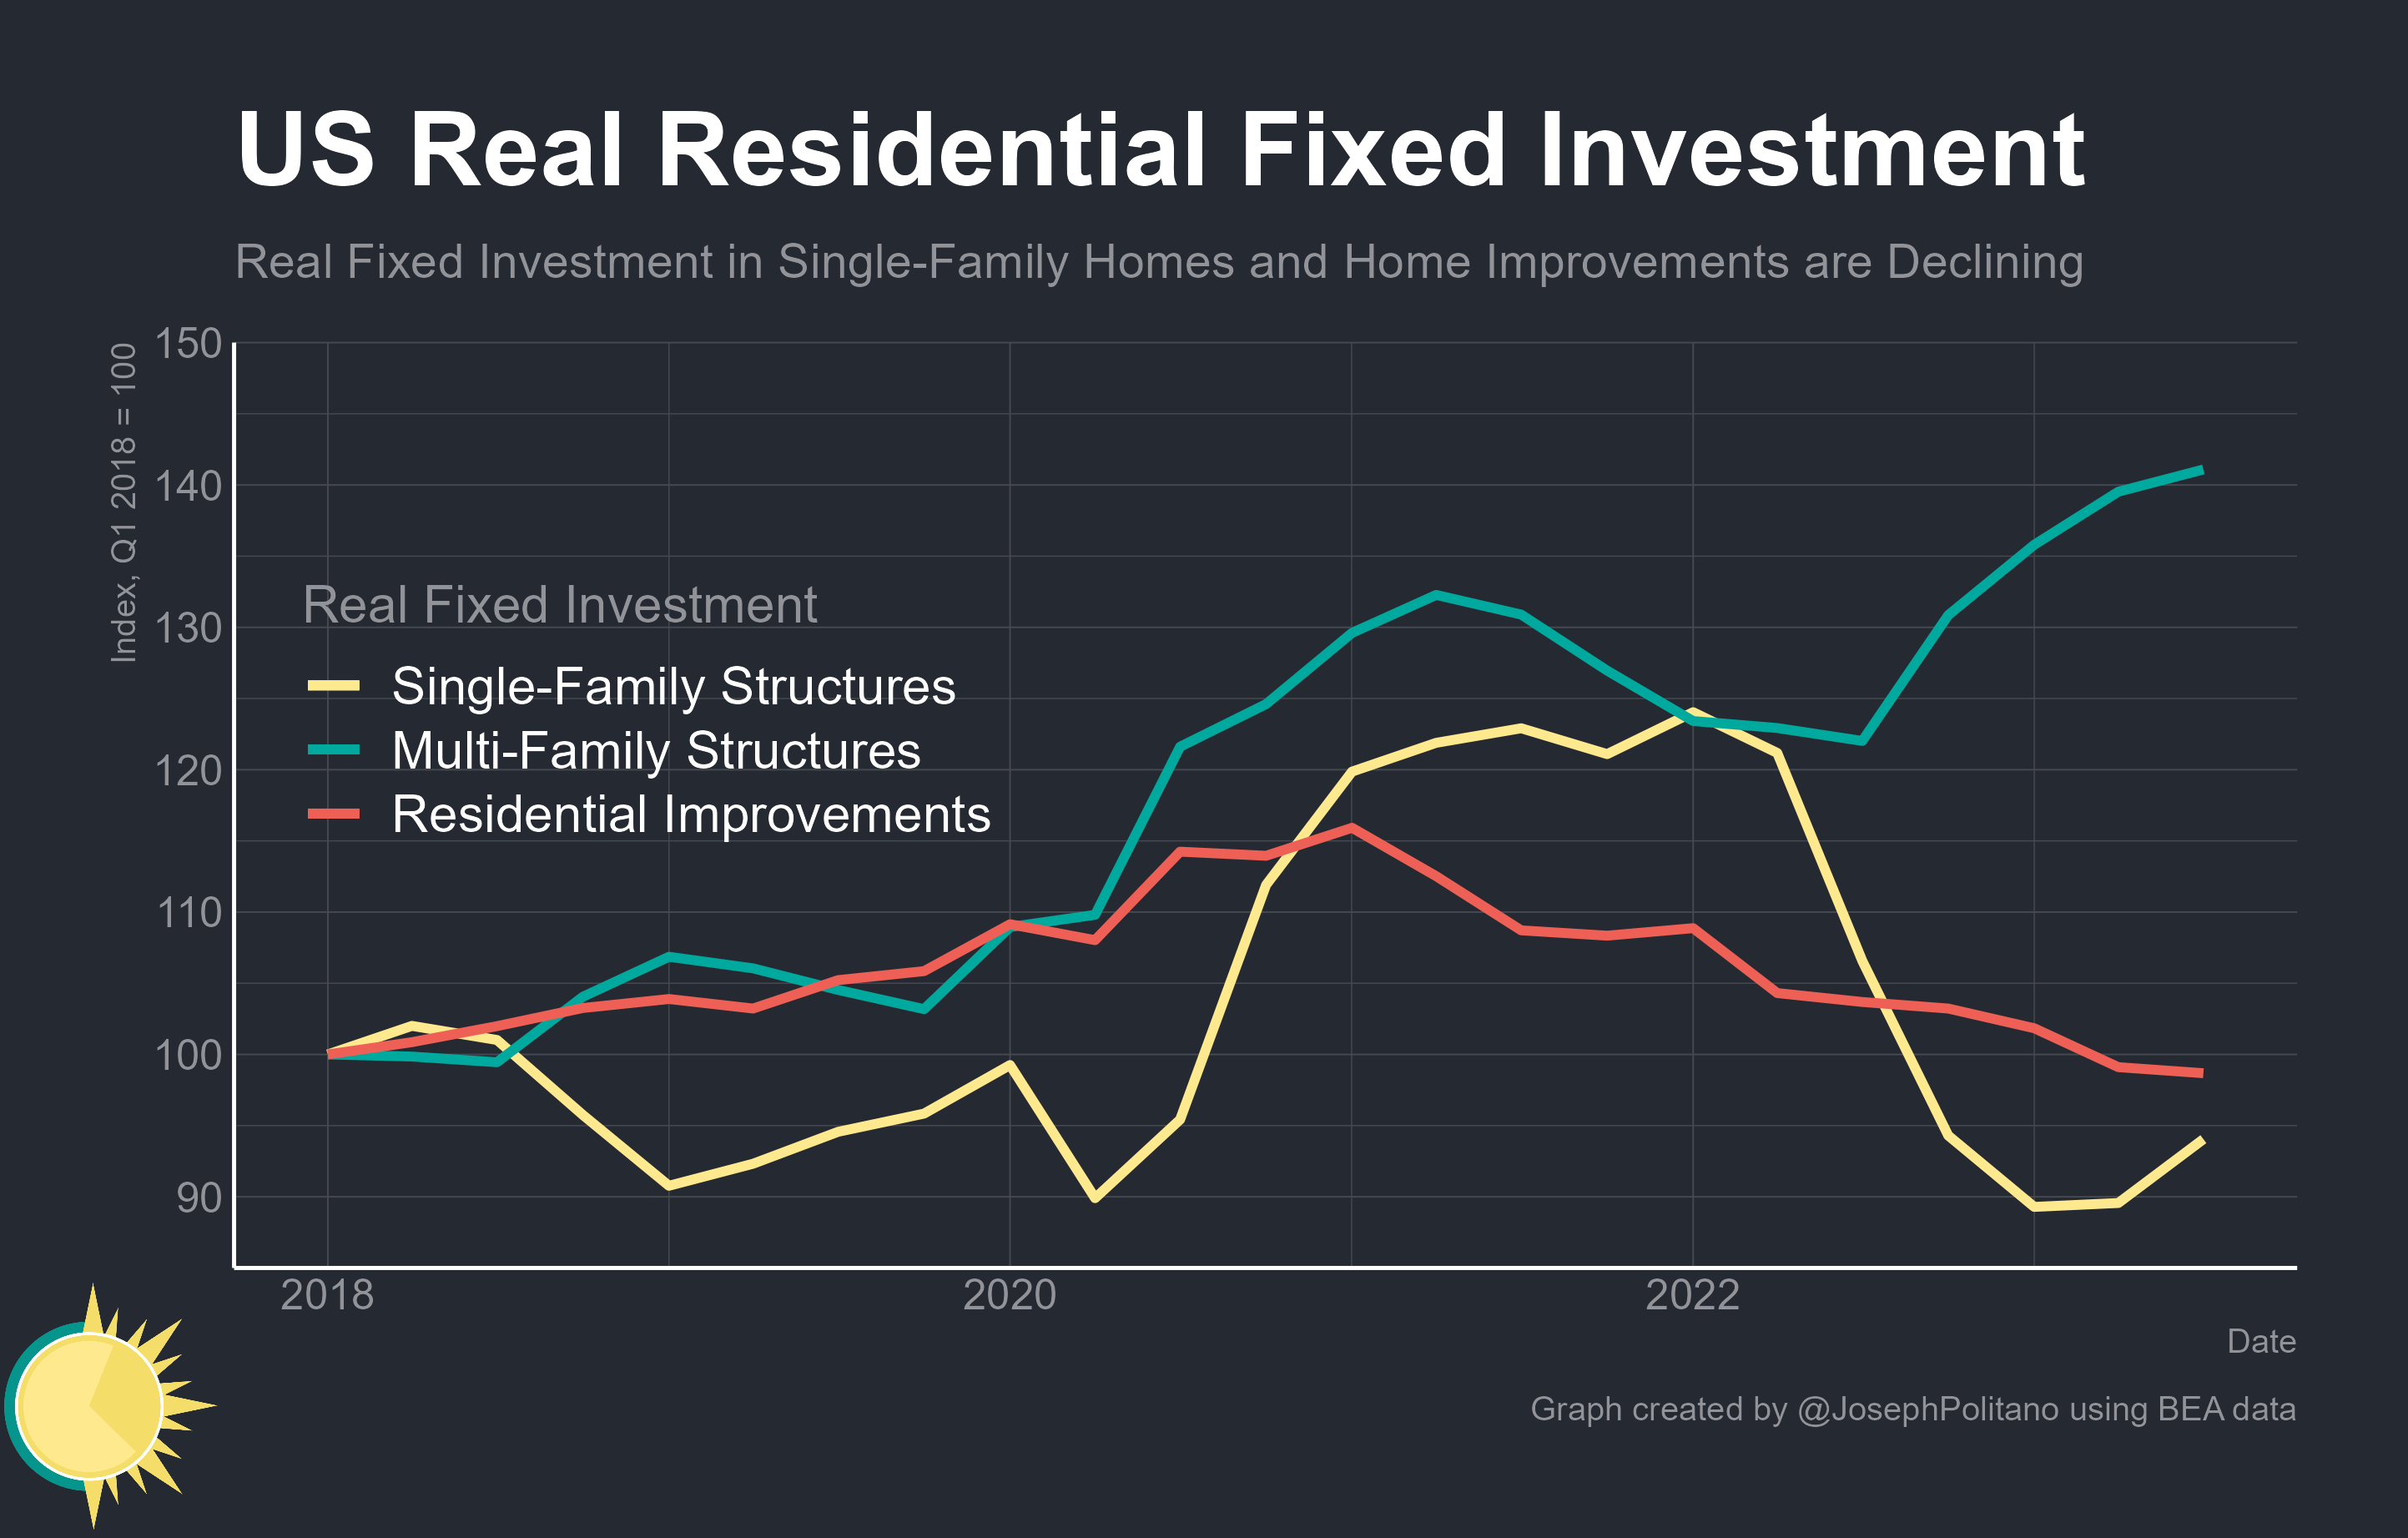 US Real Residential Fixed Investment
Real Fixed Investment in Single-Family Homes and Home Improvements are Declining
Index, Q1 2018 = 100
150
140
130
120
110
100
90
Real Fixed Investment
Single-Family Structures
Multi-Family Structures
Residential Improvements
2018
2020
2022
Date
Graph created by @JosephPolitano using BEA data